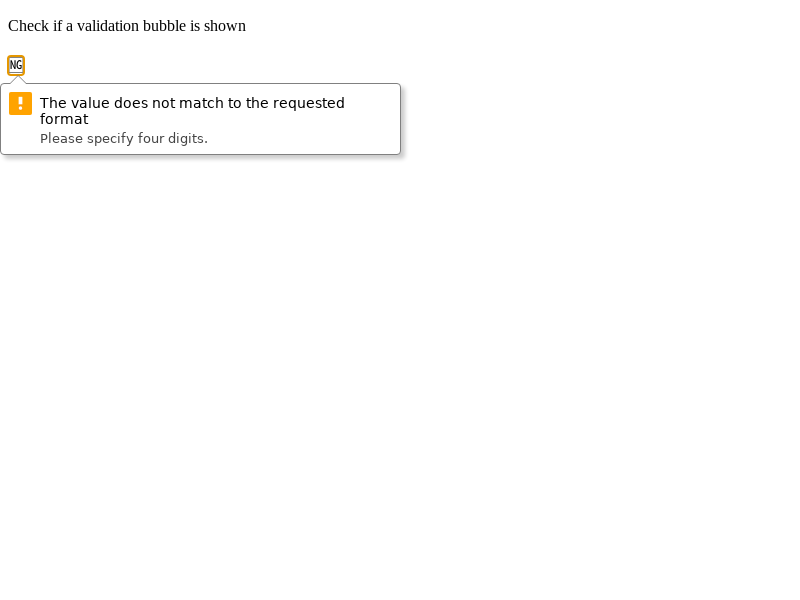 Check if a validation bubble is shown
NG
The value does not match to the requested
format
Please specify four digits.